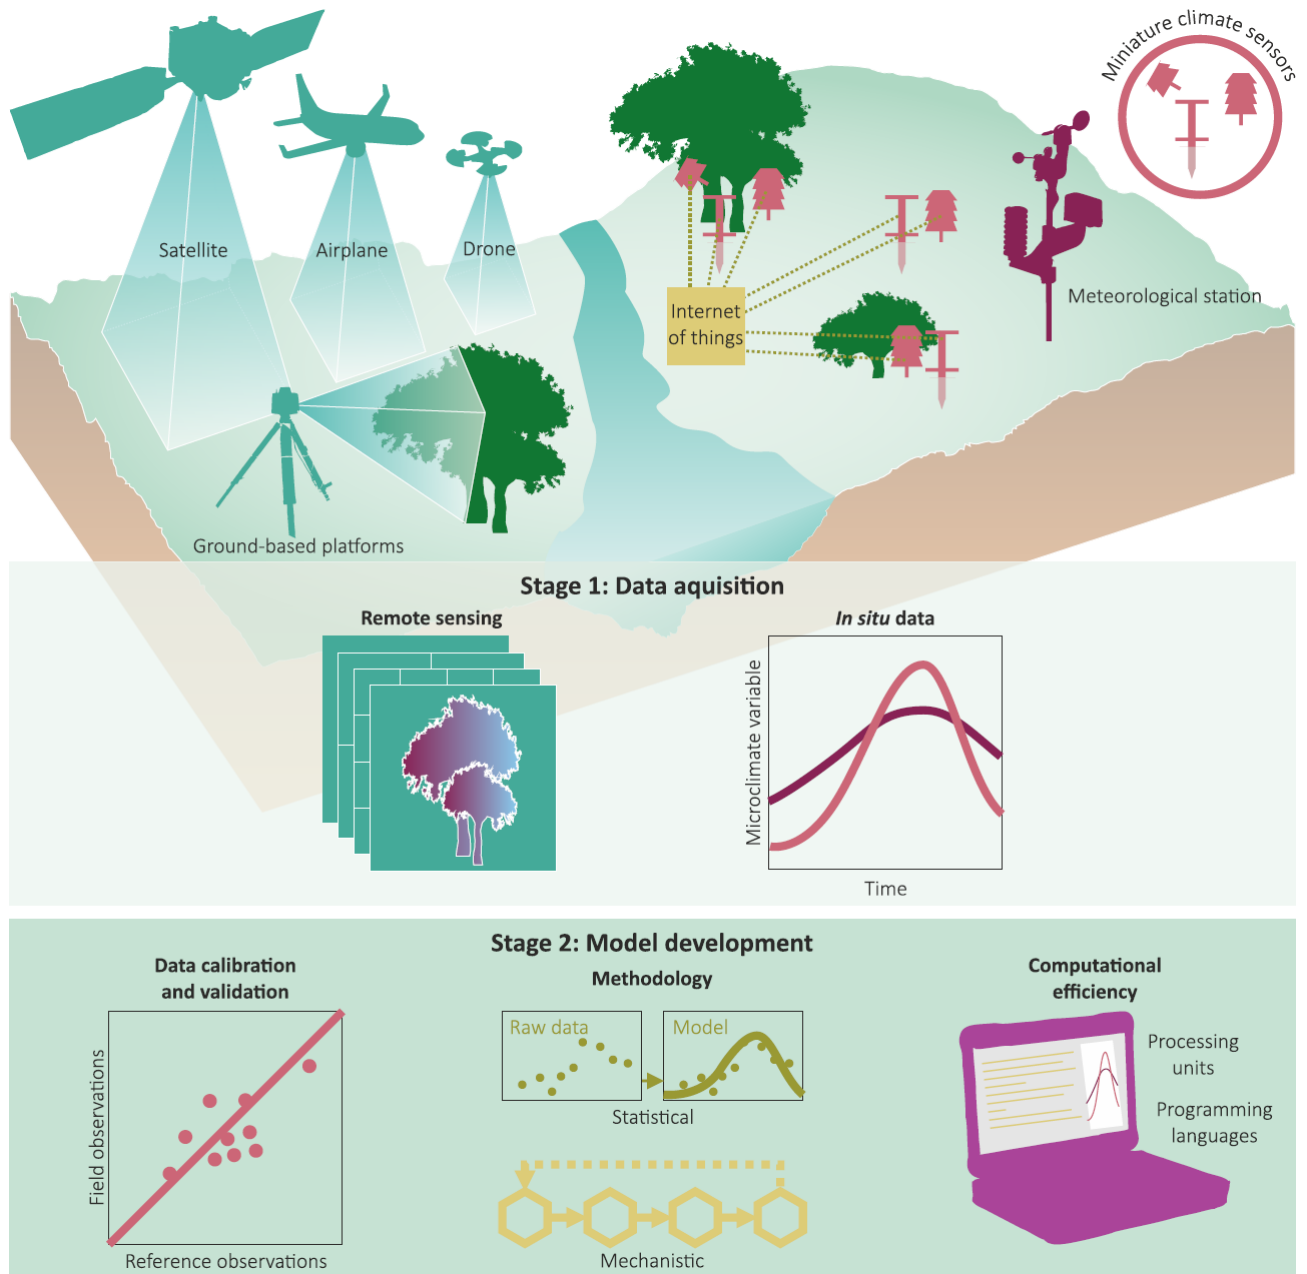 Miniature climate sensors
Satellite
Airplane
Drone
Internet
of things
Meteorological station
Ground-based platforms
Stage 1: Data aquisition
Remote sensing
In situ data
Microclimate variable
Time
Stage 2: Model development
Data calibration
and validation
Field observations
Reference observations
Methodology
Raw data
Model
Statistical
Mechanistic
Computational
efficiency
Processing
units
Programming
languages